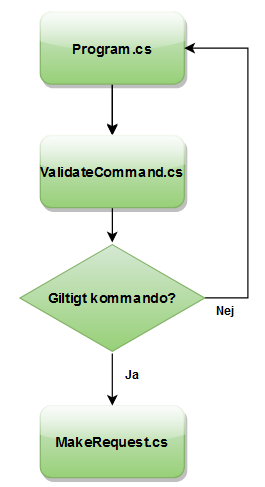 Program.cs
ValidateCommand.cs
Giltigt kommando?
Nej
Ja
MakeRequest.cs